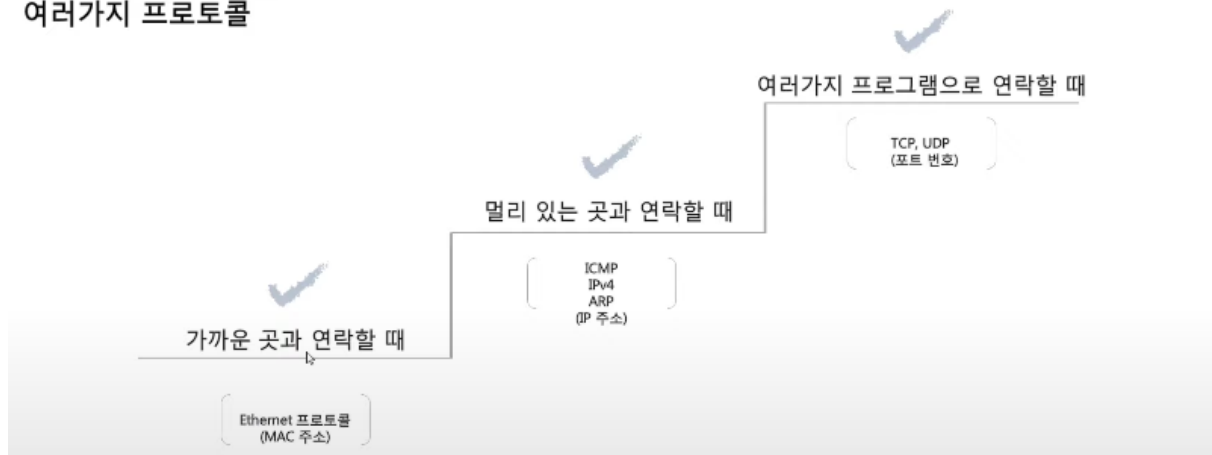 여러가지 프로토콜
여러가지 프로그램으로 연락할 때
TCP, UDP
(포트 번호)
멀리 있는 곳과 연락할 때
ICMP
IPv4
ARP
(IP 주소)
가까운 곳과 연락할 때
Ethernet 프로토콜
(MAC 주소)